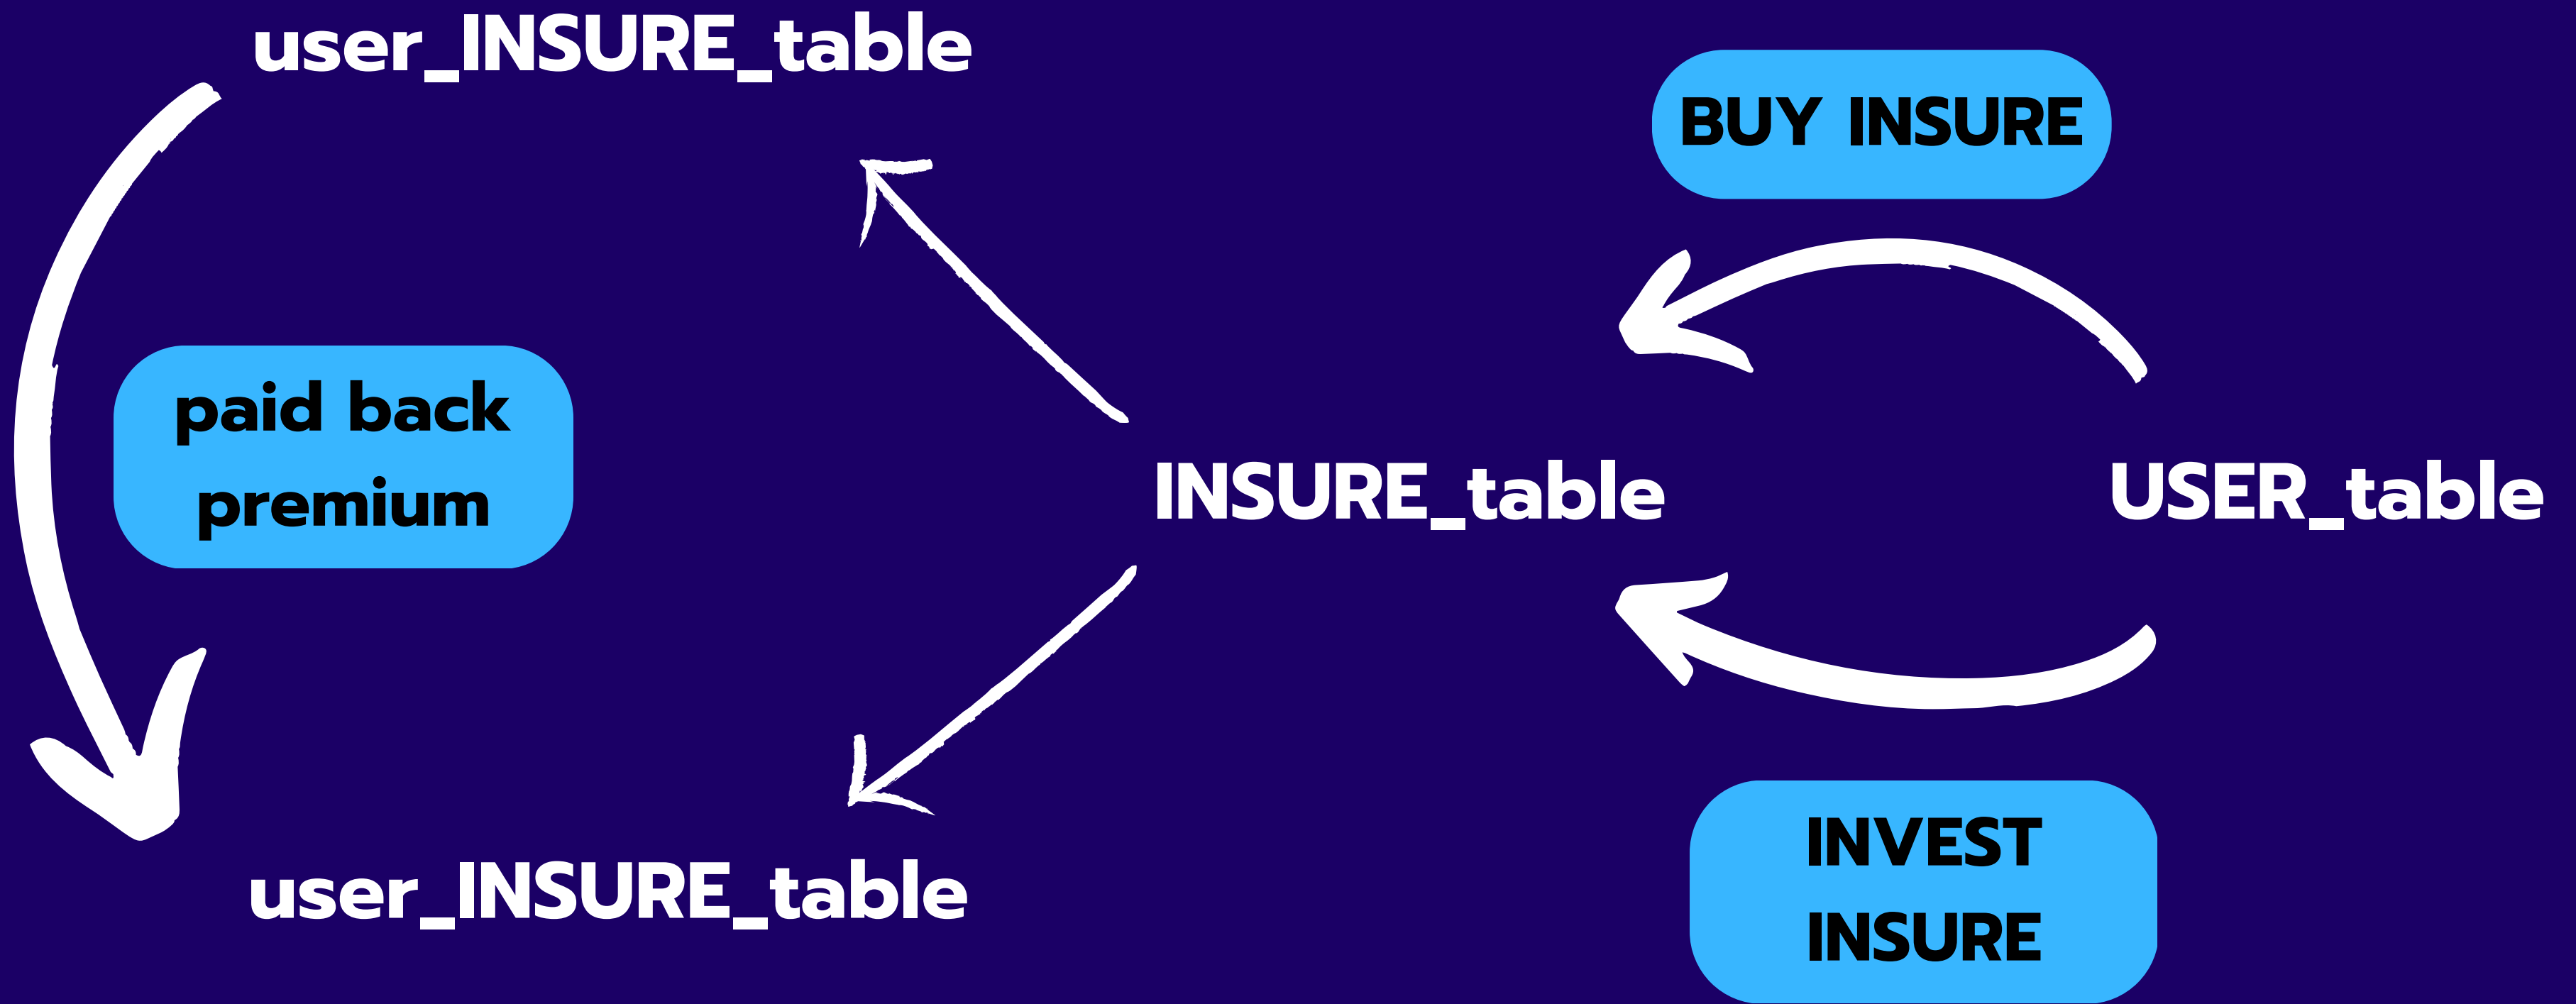 user_INSURE_table
BUY INSURE
paid back
premium
INSURE_table
USER_table
user_INSURE_table
INVEST
INSURE